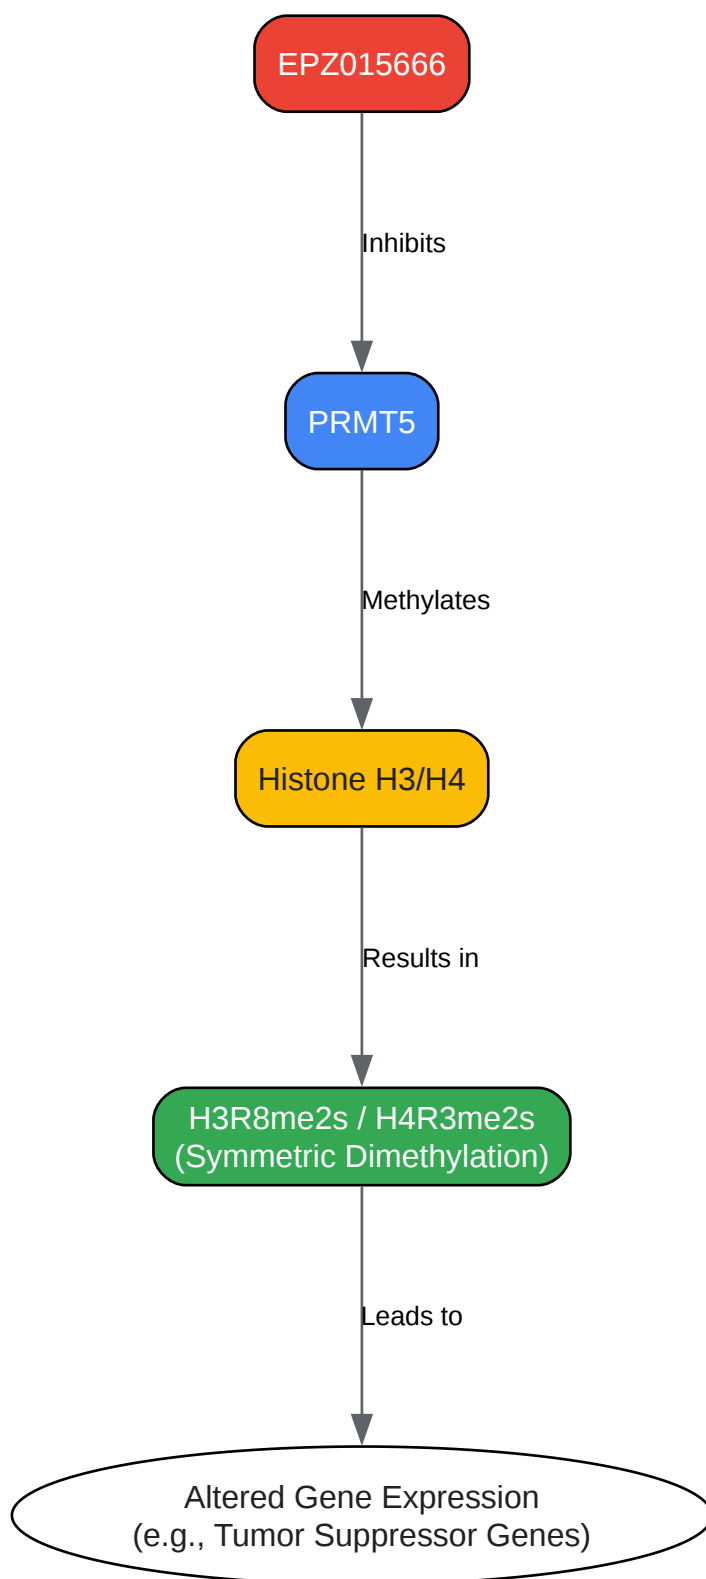 EPZ015666
Inhibits
PRMT5
Methylates
Histone H3/H4
Results in
H3R8me2s / H4R3me2s
(Symmetric Dimethylation)
Leads to
Altered Gene Expression
(e.g., Tumor Suppressor Genes)